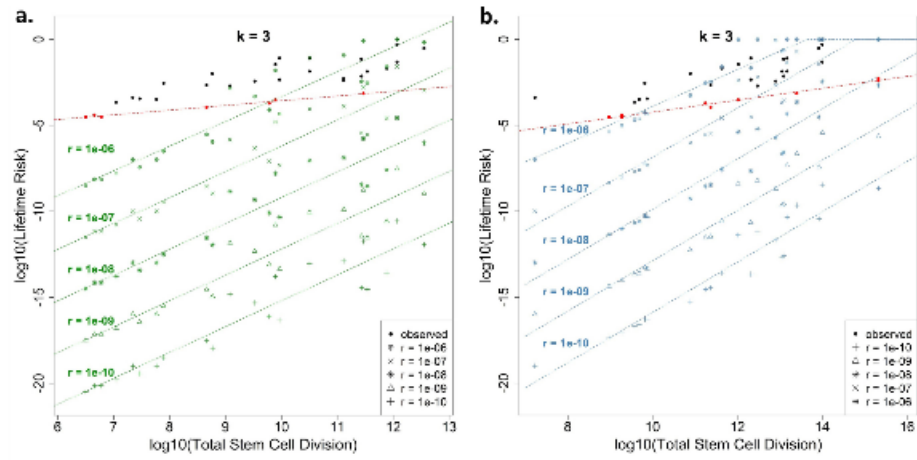 a.
k = 3
log10(Lifetime Risk)
0
-5
-10
-15
-20
r = 1e-06
r = 1e-07
r = 1e-08
r = 1e-09
r = 1e-10
observed
r = 1e-06
r = 1e-07
r = 1e-08
r = 1e-09
r = 1e-10
6 7 8 9 10 11 12 13
log10(Total Stem Cell Division)
b.
k = 3
log10(Lifetime Risk)
0
-5
-10
-15
-20
r = 1e-06
r = 1e-07
r = 1e-08
r = 1e-09
r = 1e-10
observed
r = 1e-10
r = 1e-09
r = 1e-08
r = 1e-07
r = 1e-06
8 10 12 14 16
log10(Total Stem Cell Division)